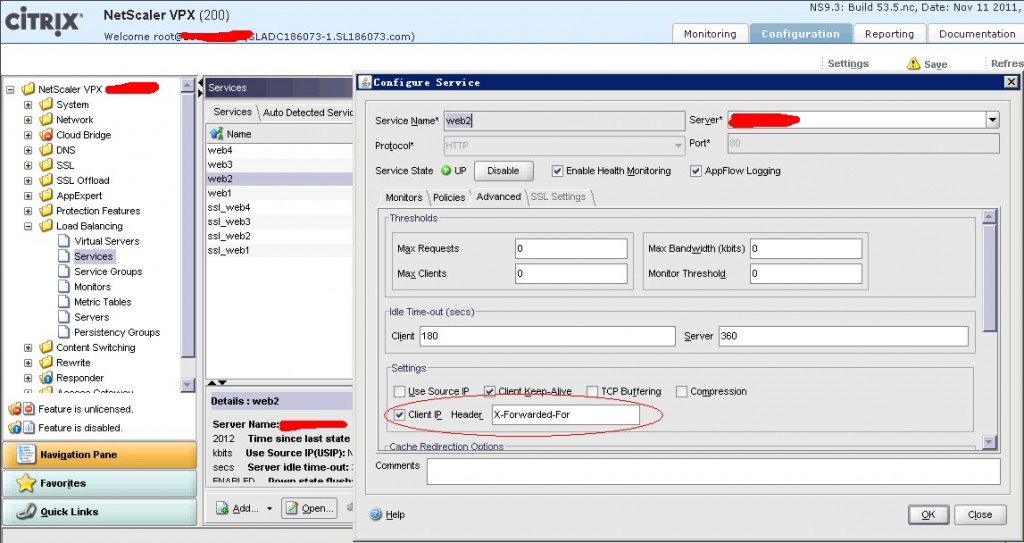 CITRIX
NetScaler VPX (200)
Welcome root@ (SLADC186073-1.SL186073.com)
NS9.3: Build 53.5.nc, Date: Nov 11 2011,
Monitoring
Configuration
Reporting
Documentation
Settings
Save
Refres
NetScaler VPX
System
Network
Cloud Bridge
DNS
SSL
SSL Offload
AppExpert
Protection Features
Load Balancing
Virtual Servers
Services
Service Groups
Monitors
Metric Tables
Servers
Persistency Groups
Content Switching
Rewrite
Responder
Access Gateway
Feature is unlicensed.
Feature is disabled.
Navigation Pane
Favorites
Quick Links
Services
Services
Auto Detected Servic
Name
web4
web3
web2
web1
ssl_web4
ssl_web3
ssl_web2
ssl_web1
Details : web2
Server Name:
2012 Time since last state
kbits Use Source IP(USIP): N
secs Server idle time-out: 3
ENABLED Down state flush
Add...
Open...
Configure Service
Service Name* web2
Server*
Protocol* HTTP
Port* 80
Service State UP Disable Enable Health Monitoring AppFlow Logging
Monitors Policies Advanced SSL Settings
Thresholds
Max Requests 0 Max Bandwidth (kbits) 0
Max Clients 0 Monitor Threshold 0
Idle Time-out (secs)
Client 180 Server 360
Settings
Use Source IP Client Keep-Alive TCP Buffering Compression
Client IP Header X-Forwarded-For
Cache Redirection Options
Comments
Help
OK
Close